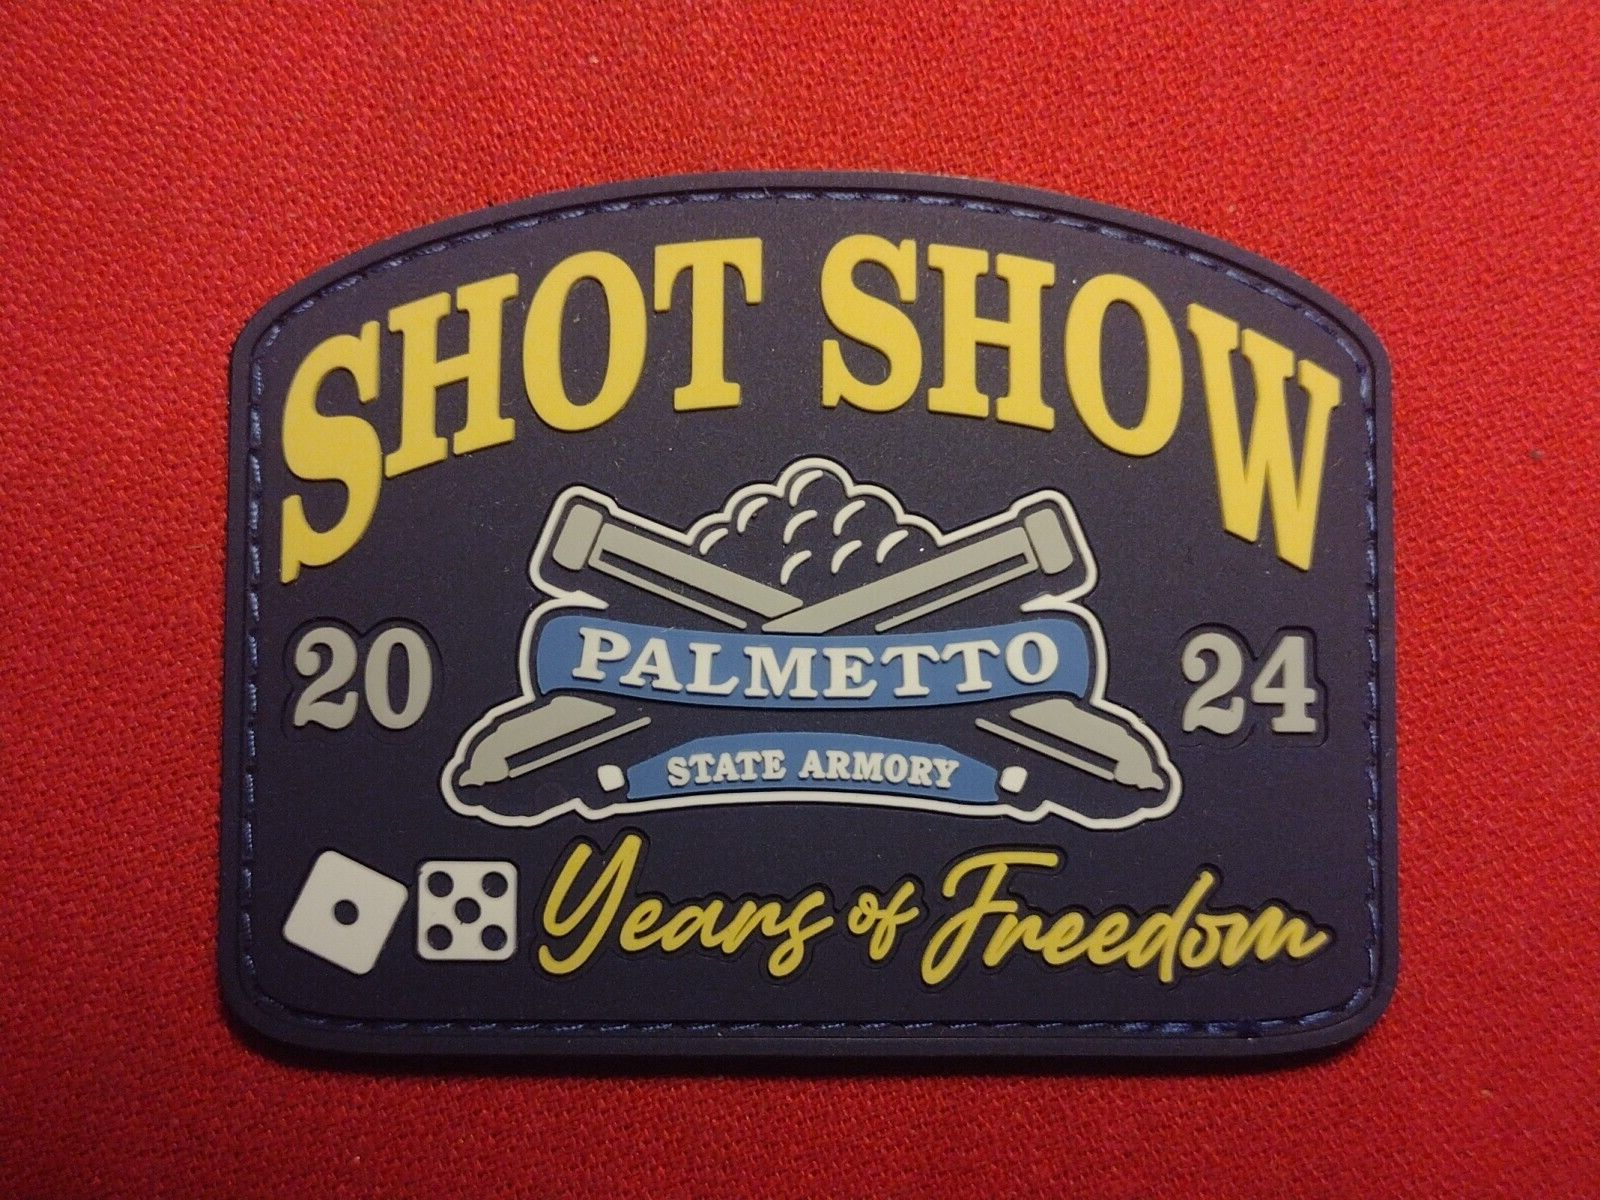 SHOT SHOW
20 24
PALMETTO
STATE ARMORY
Years of Freedom